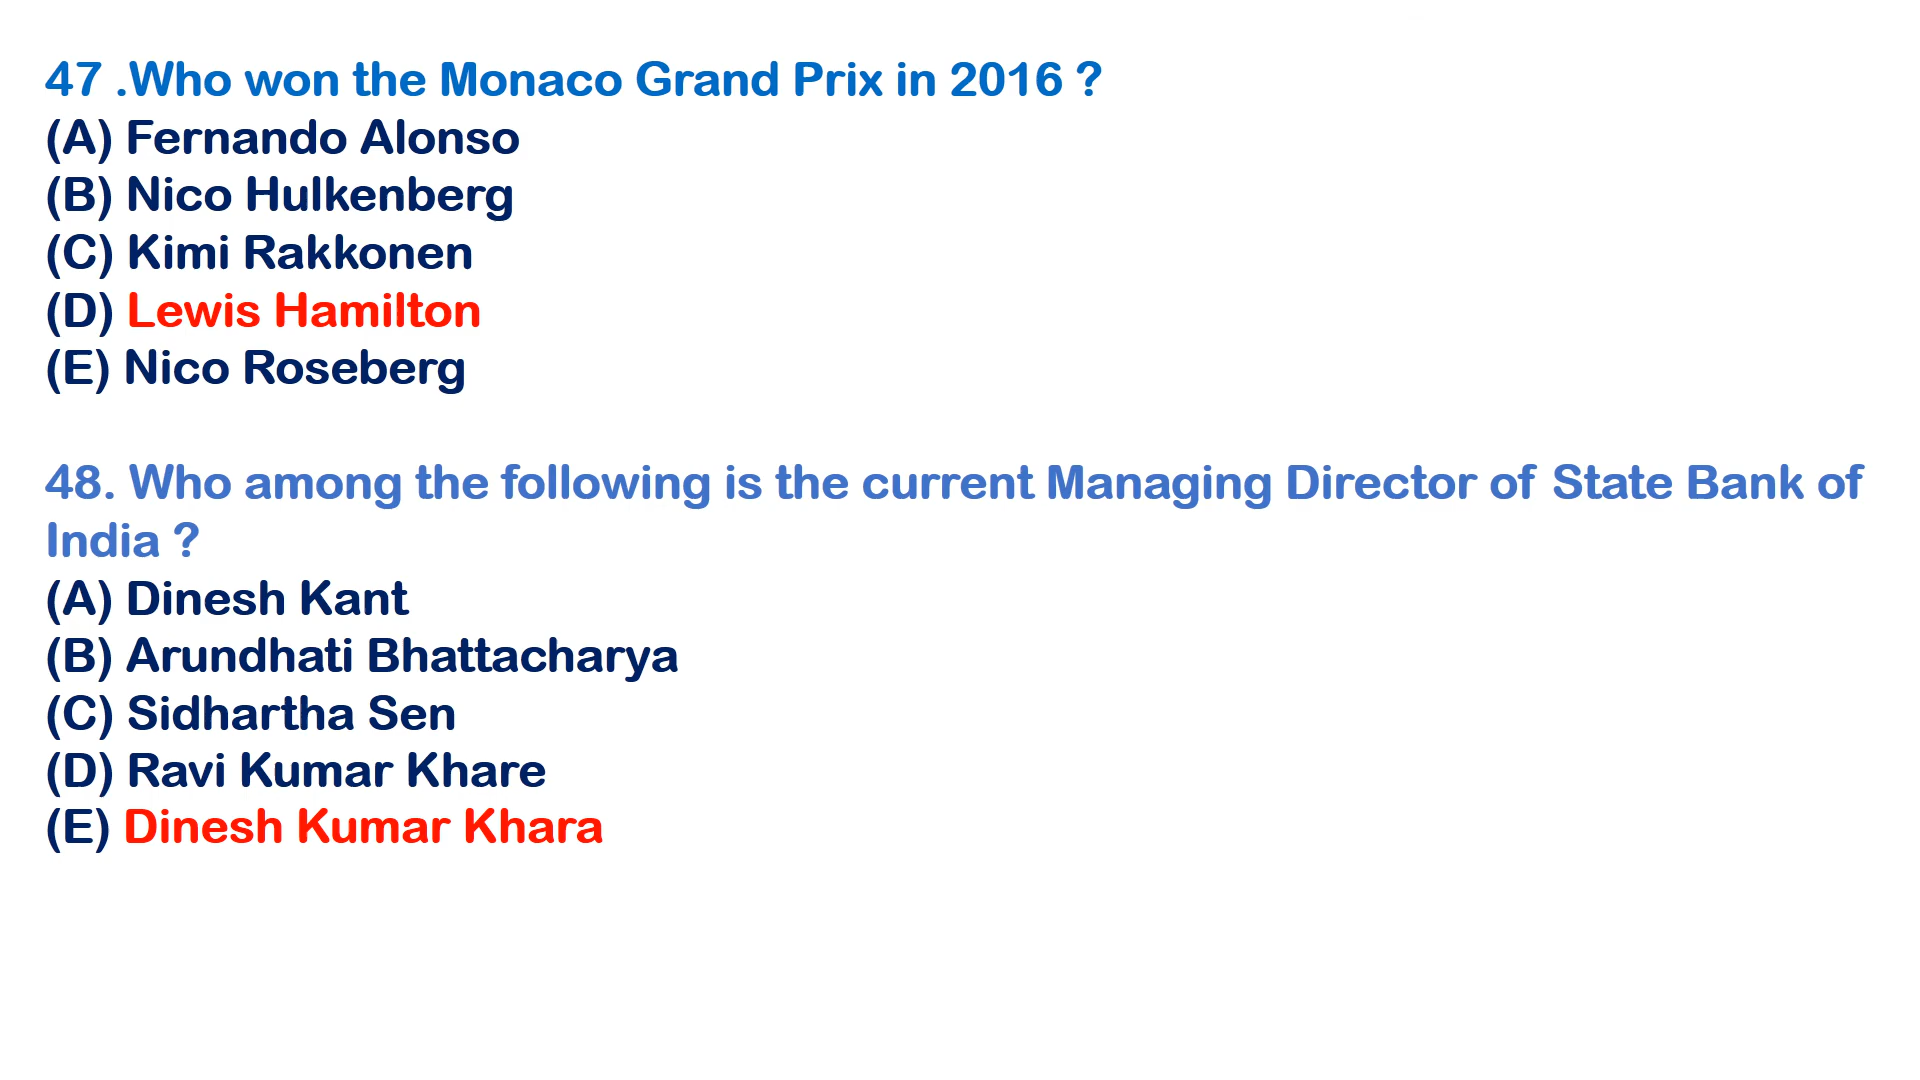 47 .Who won the Monaco Grand Prix in 2016 ?
(A) Fernando Alonso
(B) Nico Hulkenberg
(C) Kimi Rakkonen
(D) Lewis Hamilton
(E) Nico Roseberg
48. Who among the following is the current Managing Director of State Bank of
India ?
(A) Dinesh Kant
(B) Arundhati Bhattacharya
(C) Sidhartha Sen
(D) Ravi Kumar Khare
(E) Dinesh Kumar Khara